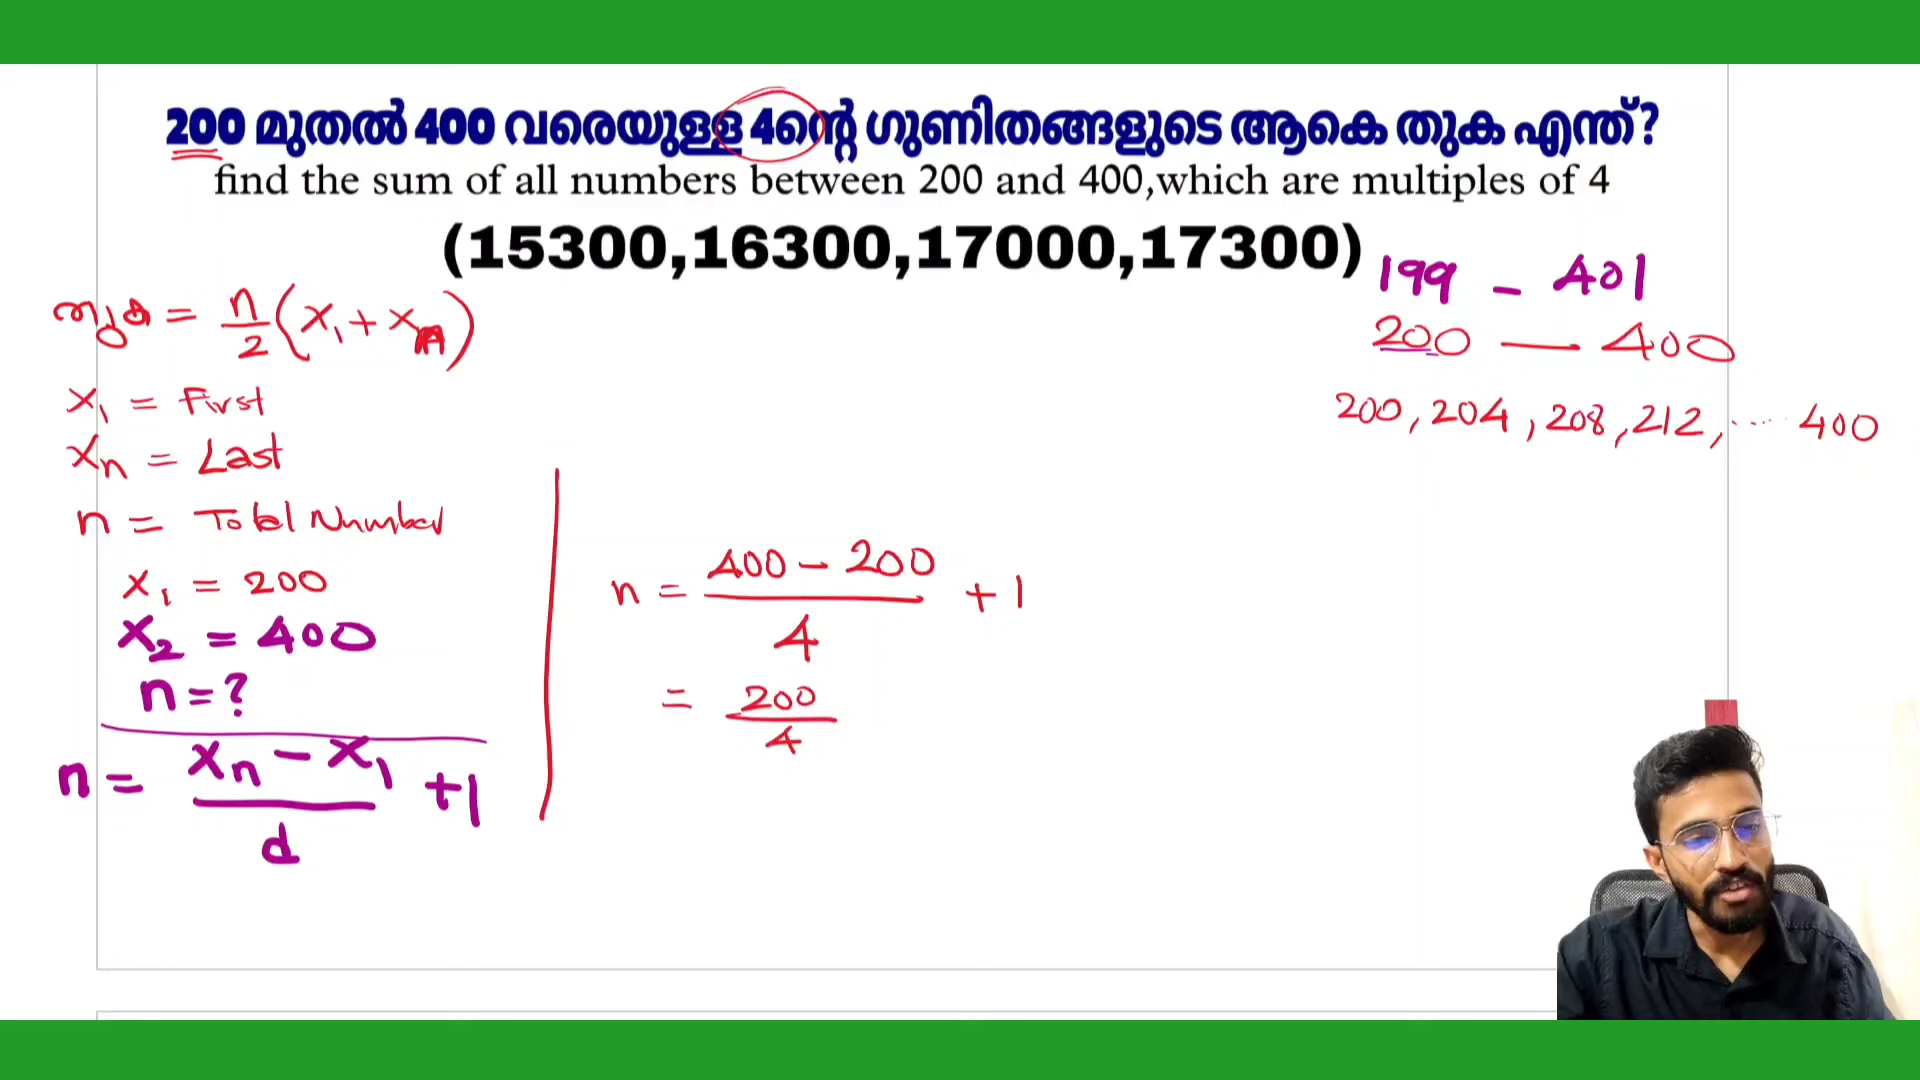 200 മുതൽ 400 വരെയുള്ള 4ന്റെ ഗുണിതങ്ങളുടെ ആകെ തുക എന്ത്?
find the sum of all numbers between 200 and 400,which are multiples of 4
(15300,16300,17000,17300)
199 - 401
200 — 400
200, 204, 208, 212, ..... 400
തുക = n/2 (x₁ + xₙ)
x₁ = First
xₙ = Last
n = Total Number
x₁ = 200
x₂ = 400
n = ?
n = xₙ - x₁ / d + 1
n = 400 - 200 / 4 + 1
= 200 / 4